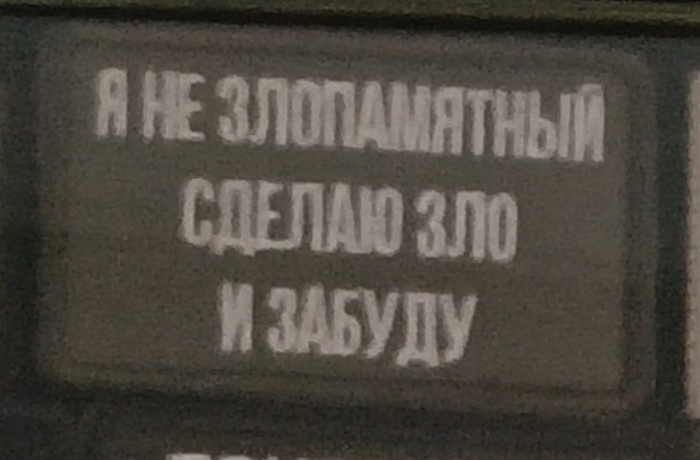 Я НЕ ЗЛОПАМЯТНЫЙ
СДЕЛАЮ ЗЛО
И ЗАБУДУ